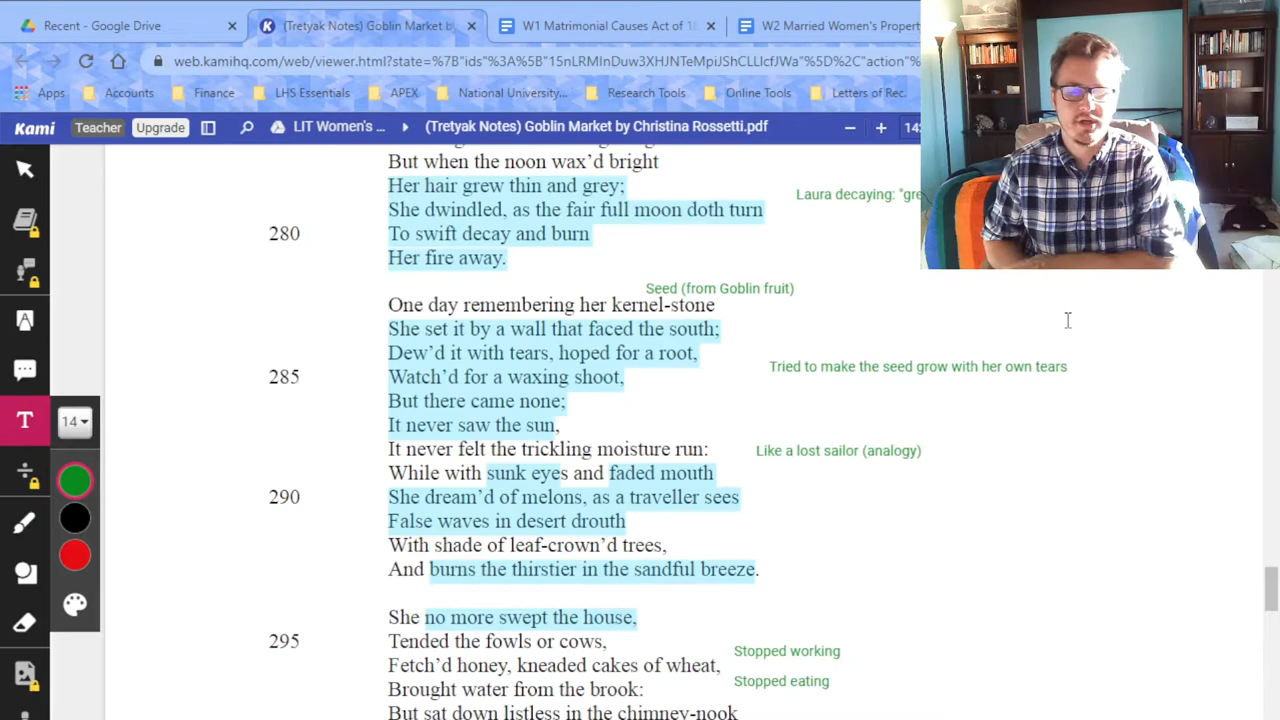 Recent - Google Drive
(Tretyak Notes) Goblin Market by
W1 Matrimonial Causes Act of 18
W2 Married Women's Property
web.kamihq.com/web/viewer.html?state=%7B"ids"%3A%5B"15nLRMInDuw3XHJNTeMpiJShCLLIcfJWa"%5D%2C"action"%
Apps
Accounts
Finance
LHS Essentials
APEX
National University...
Research Tools
Online Tools
Letters of Rec.
Kami
Teacher
Upgrade
LIT Women's ...
(Tretyak Notes) Goblin Market by Christina Rossetti.pdf
But when the noon wax'd bright
Her hair grew thin and grey;
Laura decaying: "gre
She dwindled, as the fair full moon doth turn
280 To swift decay and burn
Her fire away.
Seed (from Goblin fruit)
One day remembering her kernel-stone
She set it by a wall that faced the south;
Dew'd it with tears, hoped for a root,
Tried to make the seed grow with her own tears
285 Watch'd for a waxing shoot,
But there came none;
It never saw the sun,
It never felt the trickling moisture run:
Like a lost sailor (analogy)
While with sunk eyes and faded mouth
290 She dream'd of melons, as a traveller sees
False waves in desert drouth
With shade of leaf-crown'd trees,
And burns the thirstier in the sandful breeze.
She no more swept the house,
295 Tended the fowls or cows,
Stopped working
Fetch'd honey, kneaded cakes of wheat,
Stopped eating
Brought water from the brook:
But sat down listless in the chimney-nook
T
14